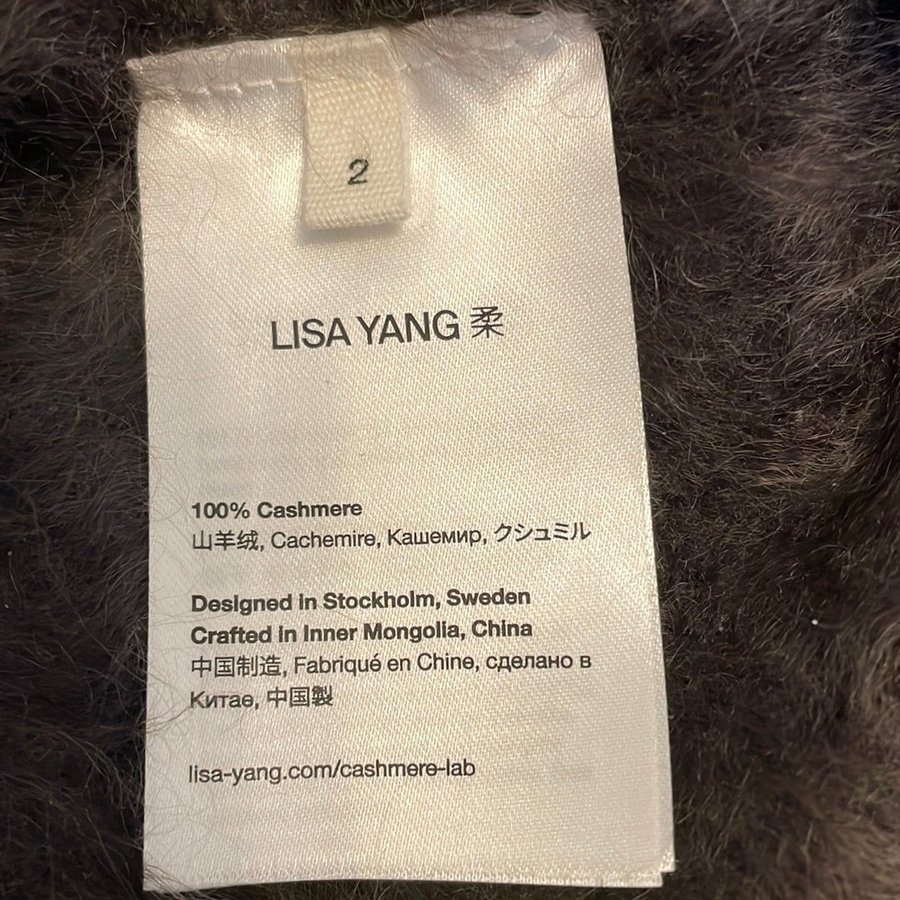 2
LISA YANG 柔
100% Cashmere
山羊绒, Cachemire, Кашемир, クシュミル
Designed in Stockholm, Sweden
Crafted in Inner Mongolia, China
中国制造, Fabriqué en Chine, сделано в
Китае, 中国製
lisa-yang.com/cashmere-lab